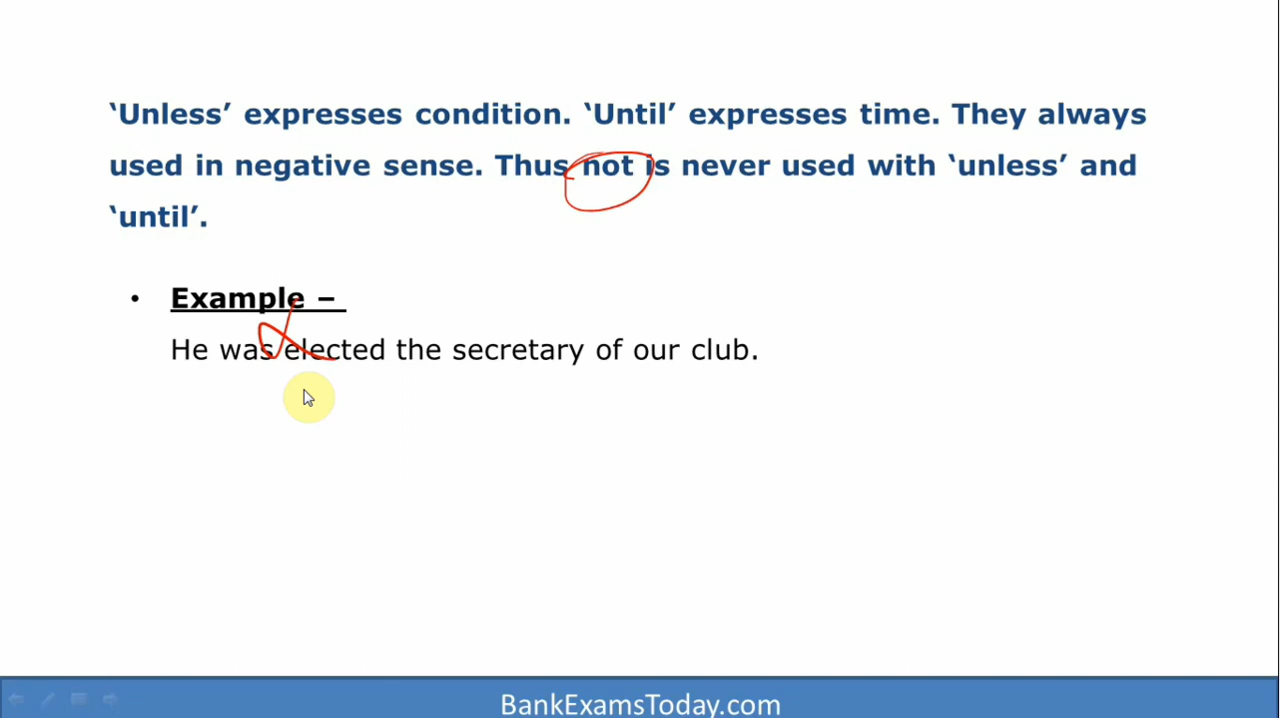 ‘Unless’ expresses condition. ‘Until’ expresses time. They always
used in negative sense. Thus not is never used with ‘unless’ and
‘until’.
• Example –
He was elected the secretary of our club.
BankExamsToday.com